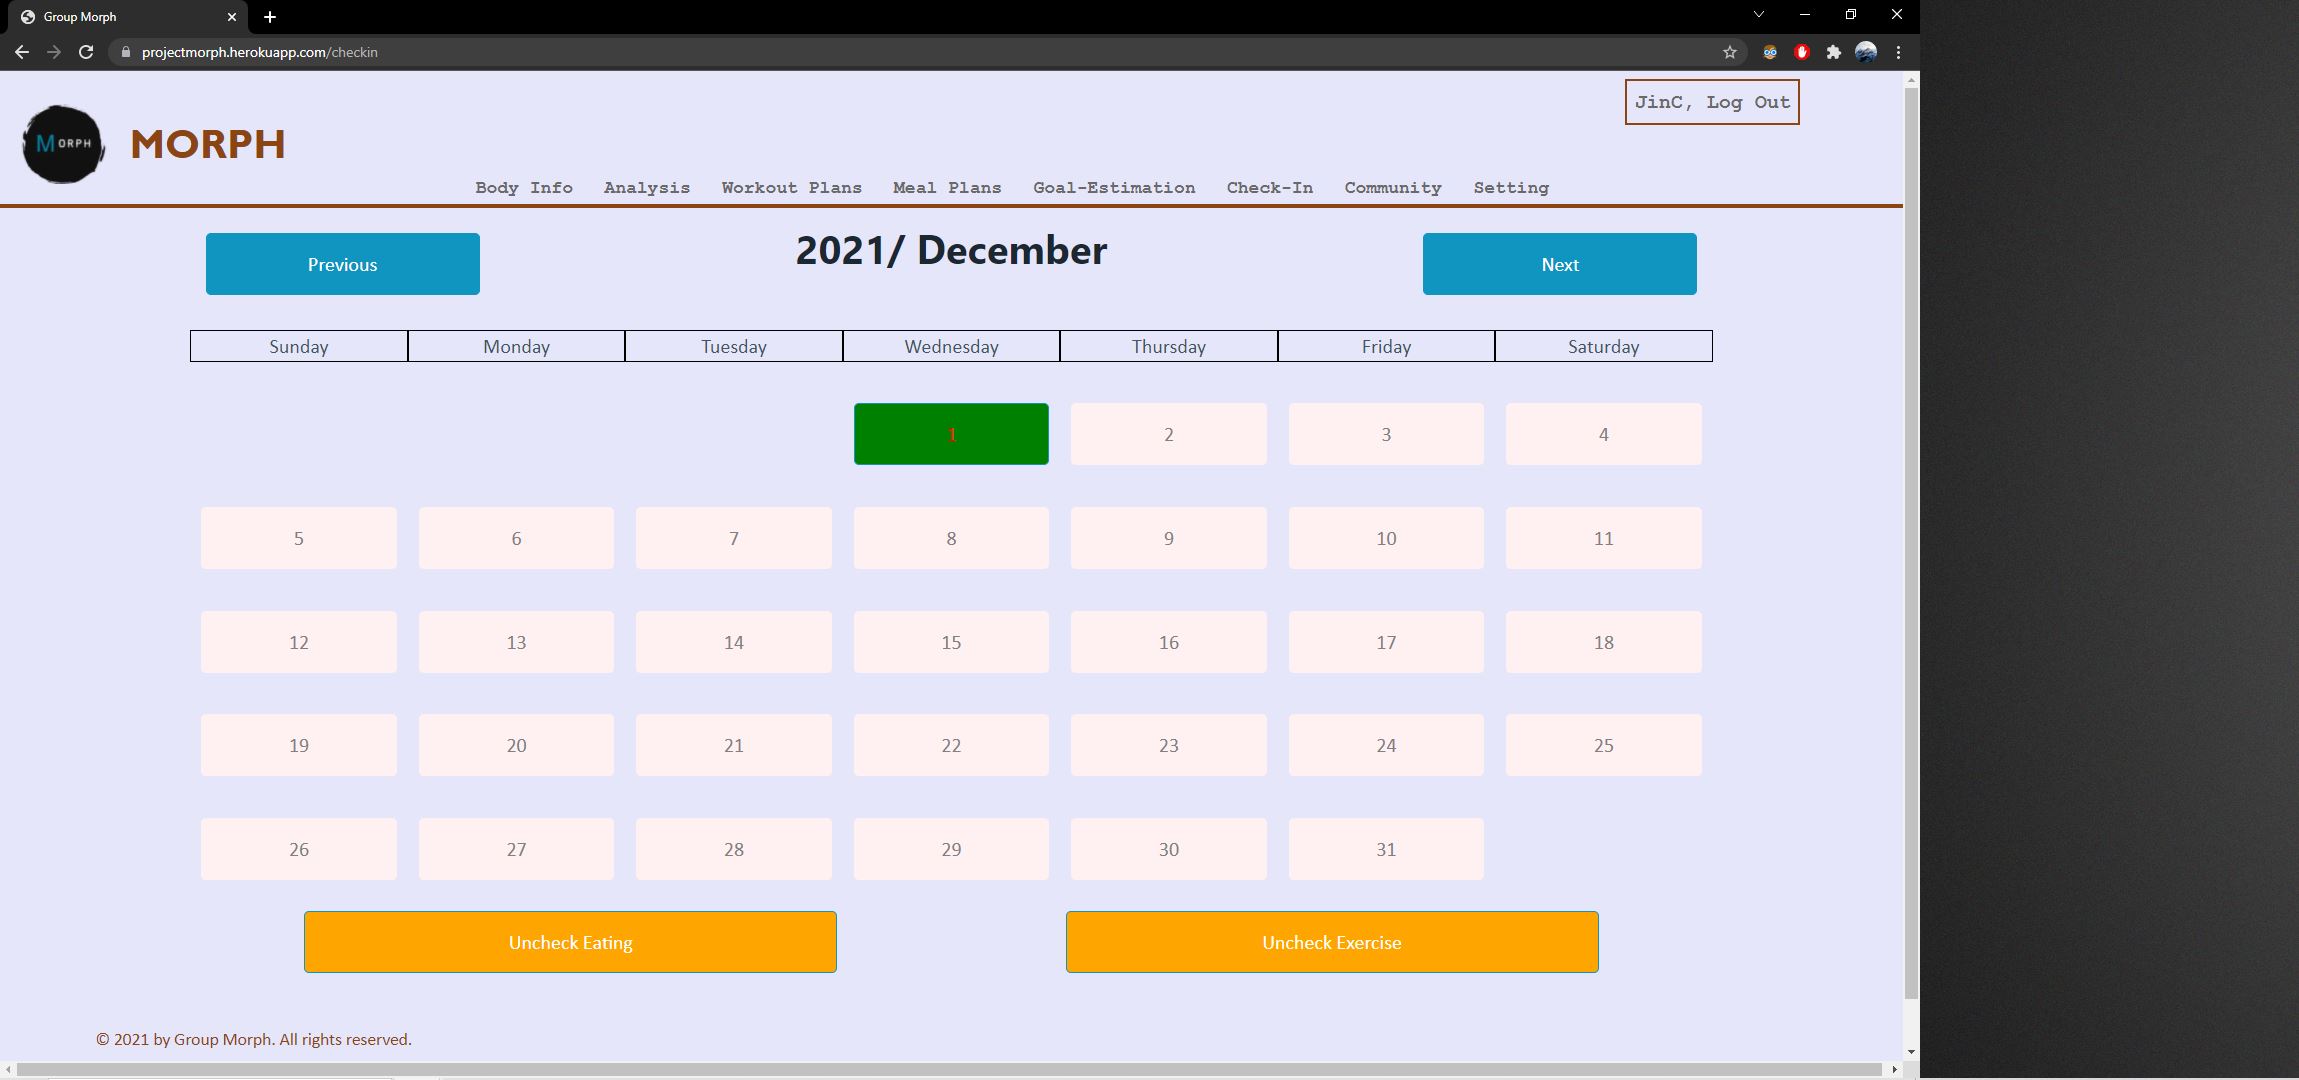 Group Morph
projectmorph.herokuapp.com/checkin
JinC, Log Out
MORPH
MORPH
Body Info Analysis Workout Plans Meal Plans Goal-Estimation Check-In Community Setting
Previous 2021/ December Next
Sunday Monday Tuesday Wednesday Thursday Friday Saturday
1 2 3 4
5 6 7 8 9 10 11
12 13 14 15 16 17 18
19 20 21 22 23 24 25
26 27 28 29 30 31
Uncheck Eating Uncheck Exercise
© 2021 by Group Morph. All rights reserved.